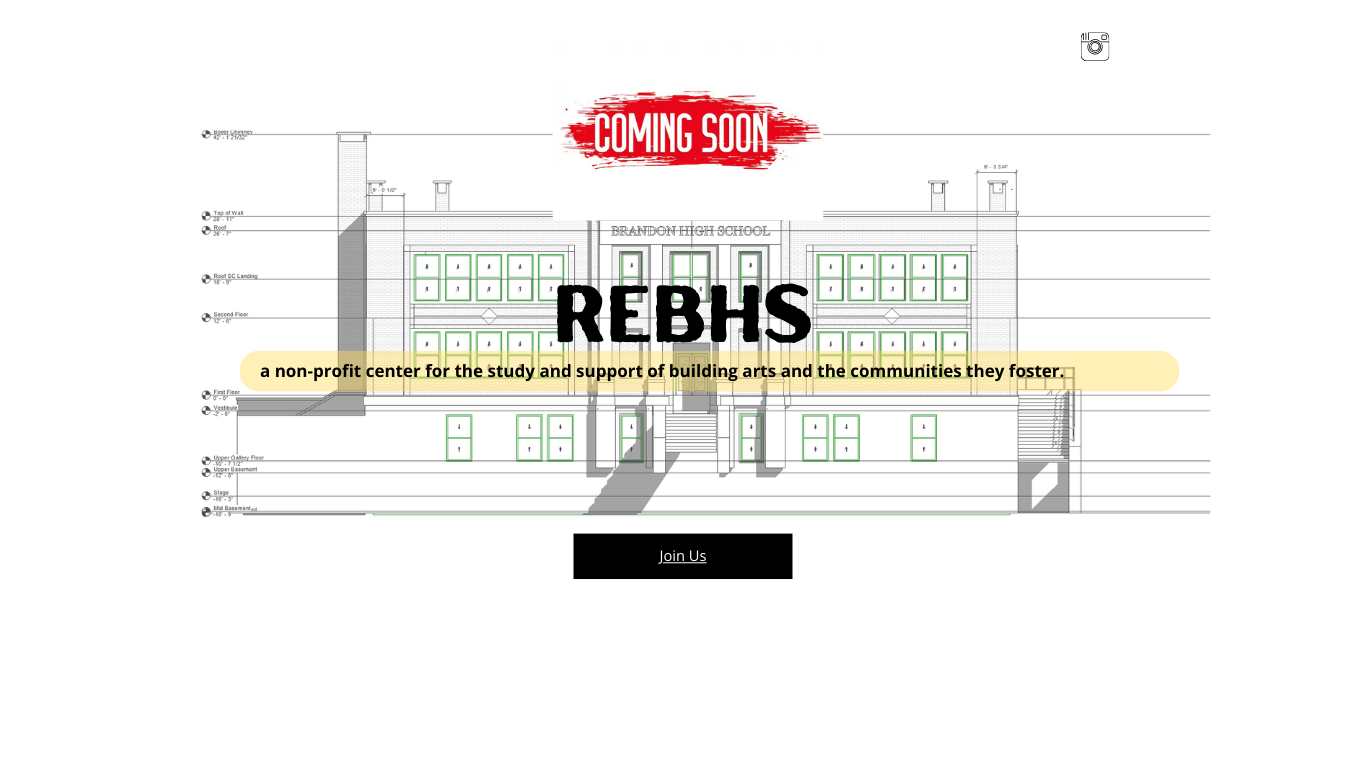 COMING SOON
Boiler Chimney
42' - 1 21/32"
8' - 3 3/4"
8' - 0 1/2"
Top of Wall
28' - 11"
Roof
26' - 7"
BRANDON HIGH SCHOOL
Roof SC Landing
18' - 9"
REBHS
Second Floor
12' - 6"
a non-profit center for the study and support of building arts and the communities they foster.
First Floor
0' - 0"
Vestibule
-2' - 6"
Upper Gallery Floor
-10' - 7 1/2"
Upper Basement
-12' - 8"
Stage
-16' - 3"
Mid Basement
Join Us